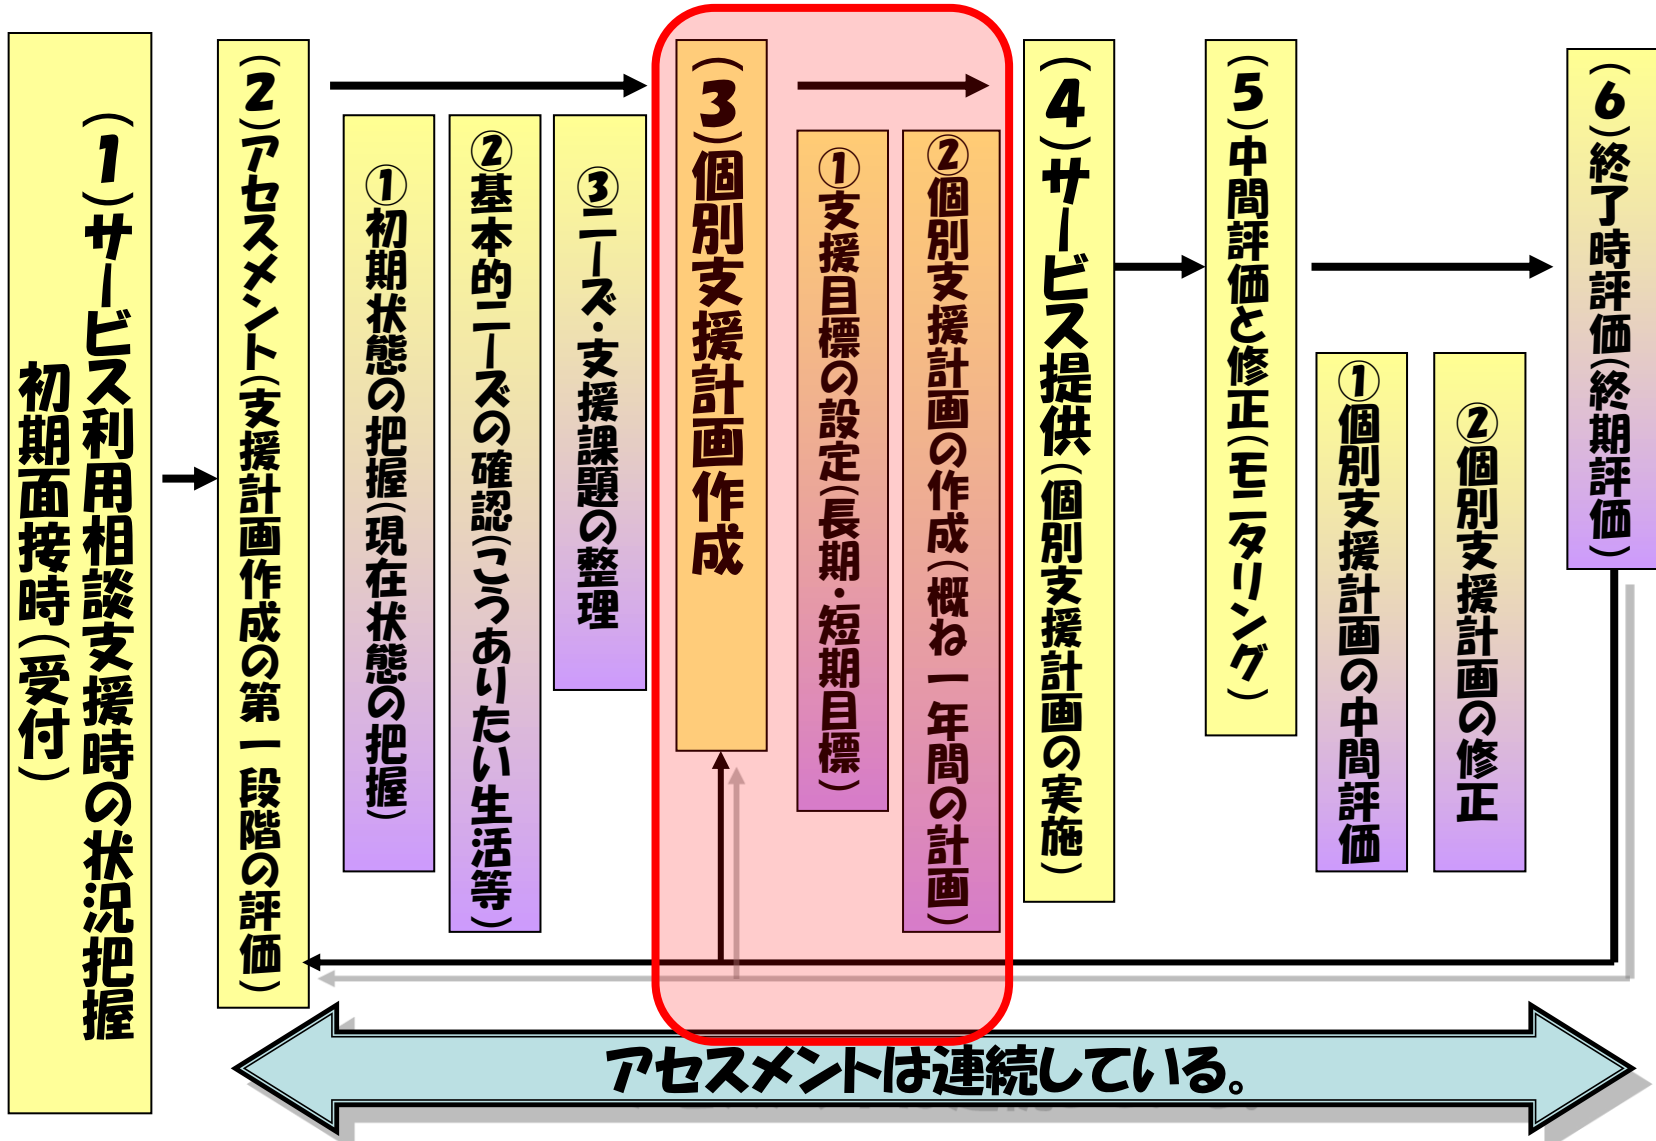 (1)サービス利用相談支援時の状況把握
初期面接時(受付)
(2)アセスメント(支援計画作成の第一段階の評価)
①初期状態の把握(現在状態の把握)
②基本的ニーズの確認(こうありたい生活等)
③ニーズ・支援課題の整理
(3)個別支援計画作成
①支援目標の設定(長期・短期目標)
②個別支援計画の作成(概ね一年間の計画)
(4)サービス提供(個別支援計画の実施)
(5)中間評価と修正(モニタリング)
①個別支援計画の中間評価
②個別支援計画の修正
(6)終了時評価(終期評価)
アセスメントは連続している。